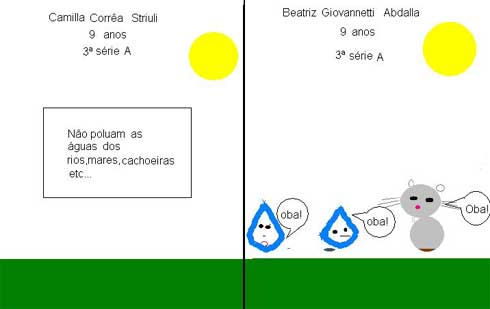 Camilla Corrêa Striuli
9 anos
3ª série A
Não poluam as
águas dos
rios,mares,cachoeiras
etc...
Beatriz Giovannetti Abdalla
9 anos
3ª série A
oba!
oba!
Oba!